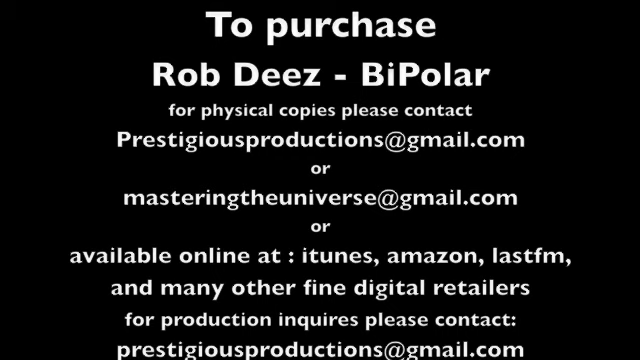 To purchase
Rob Deez - BiPolar
for physical copies please contact
Prestigiousproductions@gmail.com
or
masteringtheuniverse@gmail.com
or
available online at : itunes, amazon, lastfm,
and many other fine digital retailers
for production inquires please contact:
prestigiousproductions@gmail.com